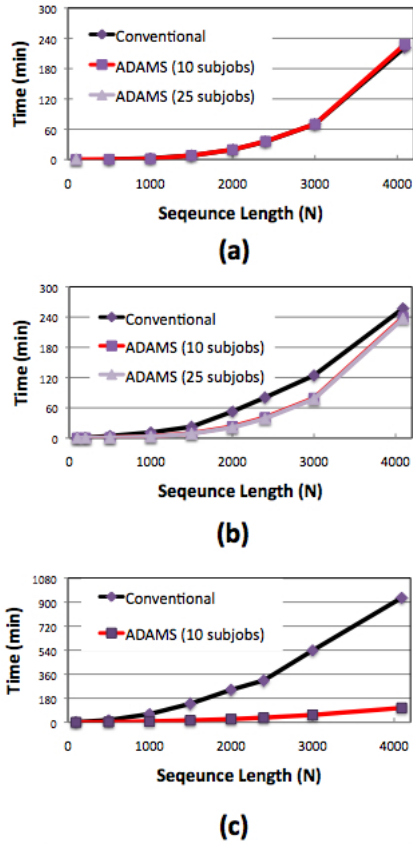 300
240
180
120
60
0
Time (min)
Conventional
ADAMS (10 subjobs)
ADAMS (25 subjobs)
0 1000 2000 3000 4000
Seqeunce Length (N)
(a)
300
240
180
120
60
0
Time (min)
Conventional
ADAMS (10 subjobs)
ADAMS (25 subjobs)
0 1000 2000 3000 4000
Seqeunce Length (N)
(b)
1080
900
720
540
360
180
0
Time (min)
Conventional
ADAMS (10 subjobs)
0 1000 2000 3000 4000
Seqeunce Length (N)
(c)